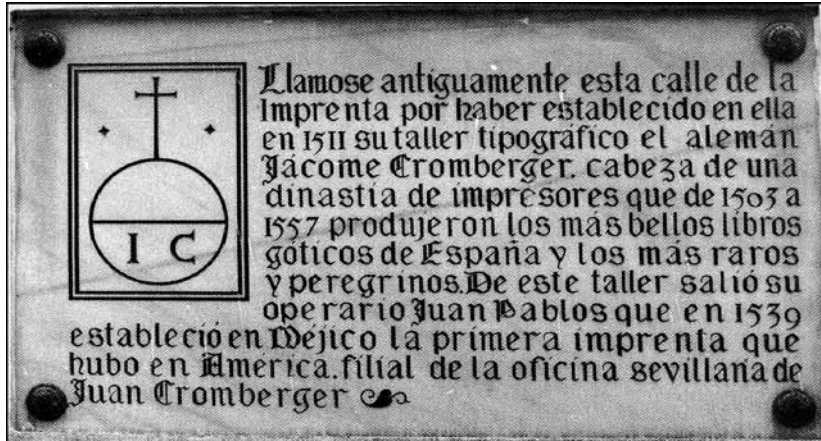 Llamose antiguamente esta calle de la
Imprenta por haber establecido en ella
en 1511 su taller tipográfico el alemán
Jácome Cromberger. cabeza de una
dinastía de impresores que de 1503 a
1557 produjeron los más bellos libros
góticos de España y los más raros
y peregrinos. De este taller salió su
operario Juan Pablos que en 1539
I C
estableció en Méjico la primera imprenta que
hubo en América. filial de la oficina sevillana de
Juan Cromberger